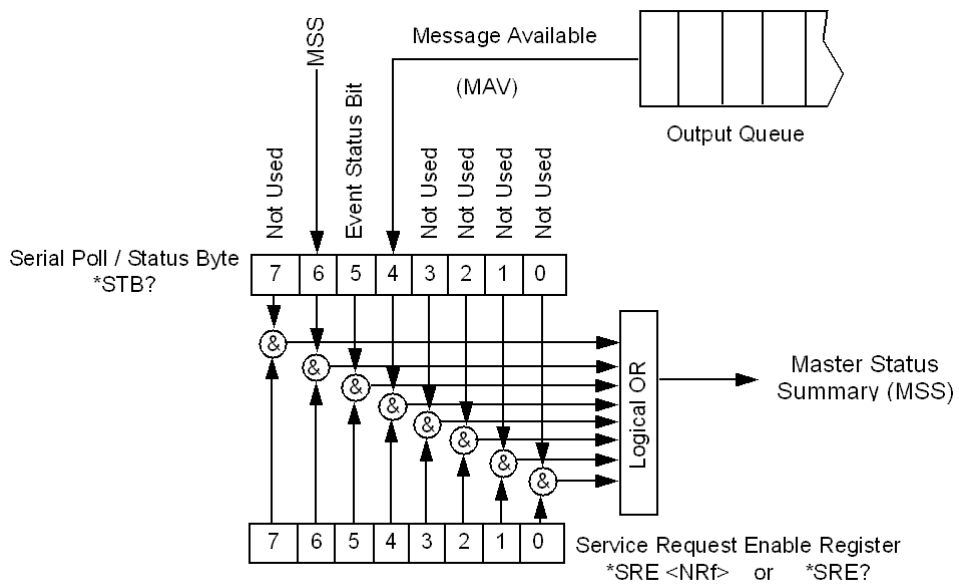 MSS
Message Available
(MAV)
Output Queue
Not Used
Event Status Bit
Not Used
Not Used
Not Used
Not Used
Serial Poll / Status Byte
*STB?
7 6 5 4 3 2 1 0
&
&
&
&
&
&
&
&
Logical OR
Master Status
Summary (MSS)
7 6 5 4 3 2 1 0
Service Request Enable Register
*SRE <NRf> or *SRE?